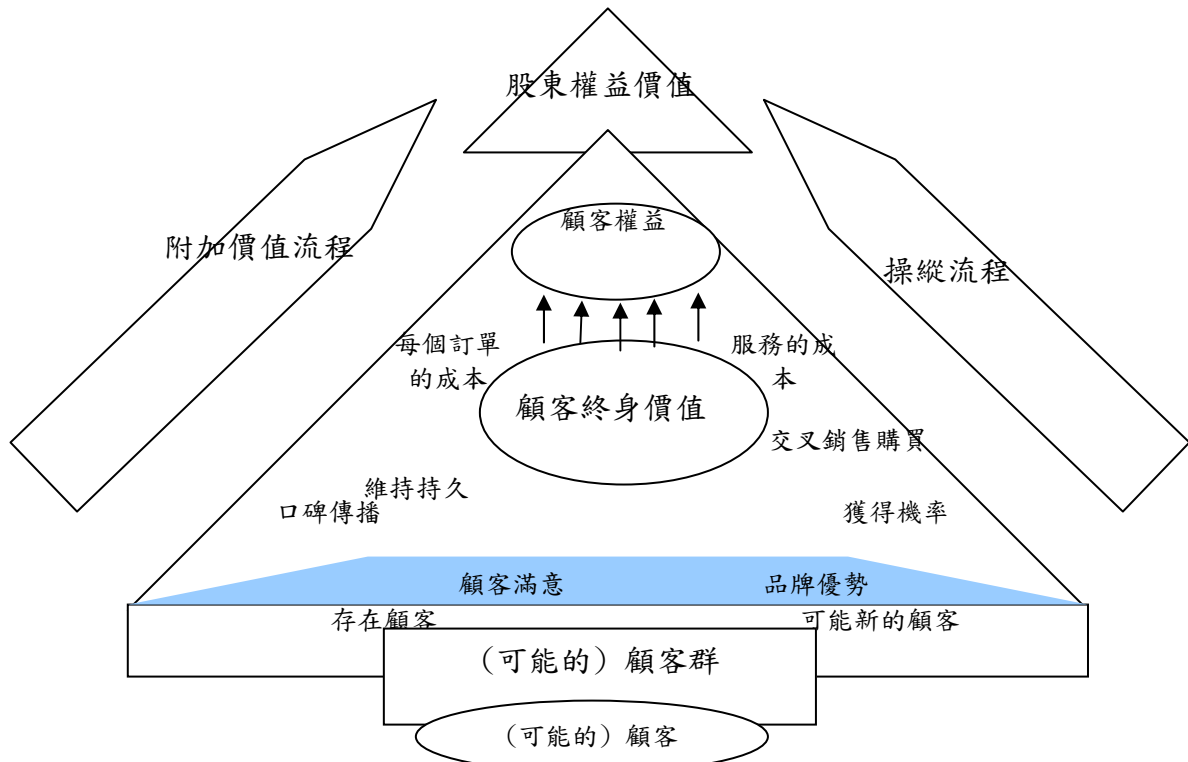 股東權益價值
顧客權益
附加價值流程
操縱流程
每個訂單
的成本
服務的成
本
顧客終身價值
交叉銷售購買
維持持久
口碑傳播
獲得機率
顧客滿意
品牌優勢
存在顧客
可能新的顧客
（可能的）顧客群
（可能的）顧客